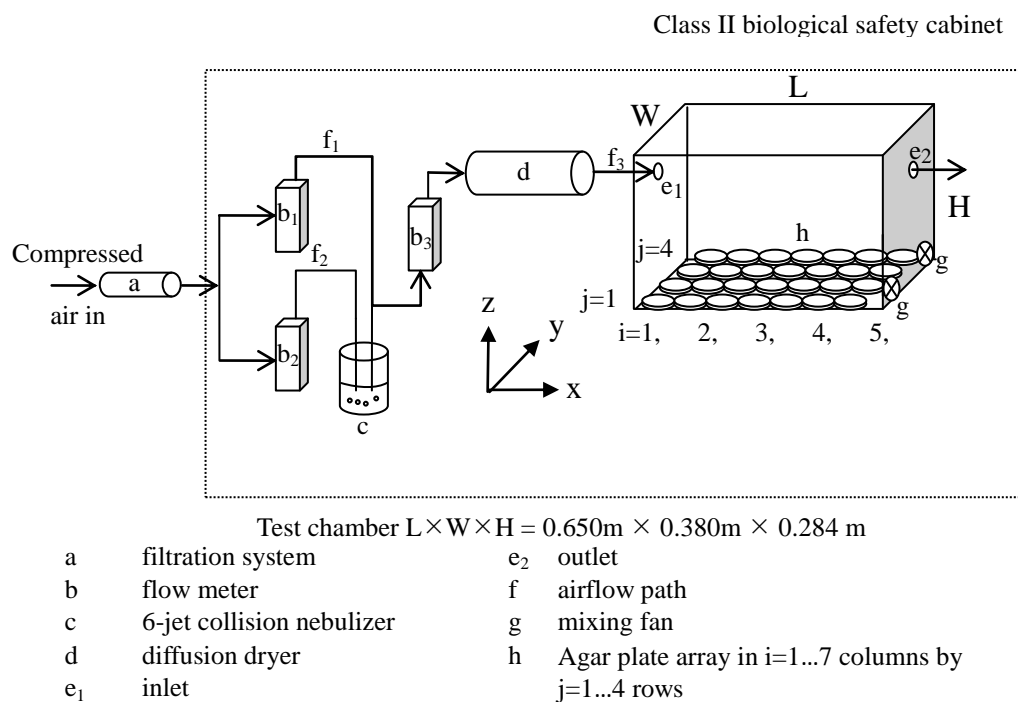 Class II biological safety cabinet
L
W
f₁
e₂
d
f₃
e₁
b₁
H
b₃
h
Compressed
f₂
j=4
g
a
air in
j=1
g
z
i=1, 2, 3, 4, 5,
y
b₂
x
c
Test chamber L×W×H = 0.650m × 0.380m × 0.284 m
a filtration system
b flow meter
c 6-jet collision nebulizer
d diffusion dryer
e₁ inlet
e₂ outlet
f airflow path
g mixing fan
h Agar plate array in i=1...7 columns by
j=1...4 rows